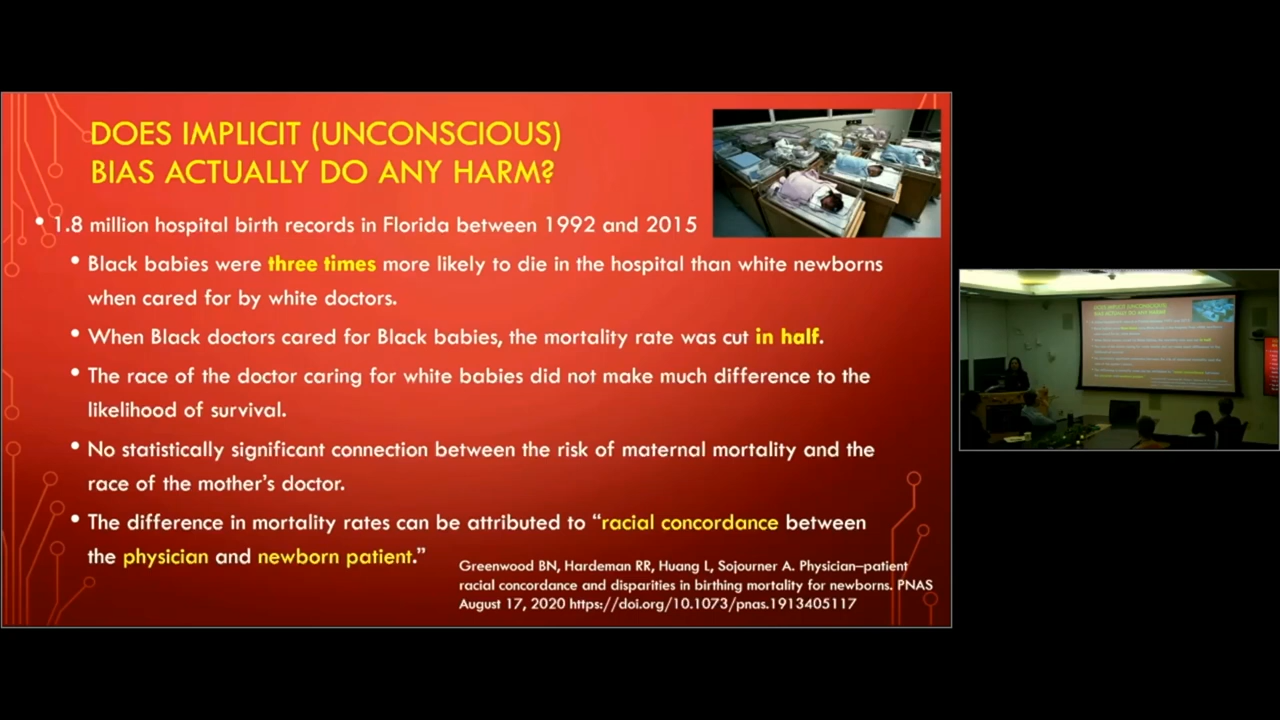 DOES IMPLICIT (UNCONSCIOUS)
BIAS ACTUALLY DO ANY HARM?
• 1.8 million hospital birth records in Florida between 1992 and 2015
• Black babies were three times more likely to die in the hospital than white newborns
when cared for by white doctors.
• When Black doctors cared for Black babies, the mortality rate was cut in half.
• The race of the doctor caring for white babies did not make much difference to the
likelihood of survival.
• No statistically significant connection between the risk of maternal mortality and the
race of the mother's doctor.
• The difference in mortality rates can be attributed to “racial concordance between
the physician and newborn patient.”
Greenwood BN, Hardeman RR, Huang L, Sojourner A. Physician–patient
racial concordance and disparities in birthing mortality for newborns. PNAS
August 17, 2020 https://doi.org/10.1073/pnas.1913405117